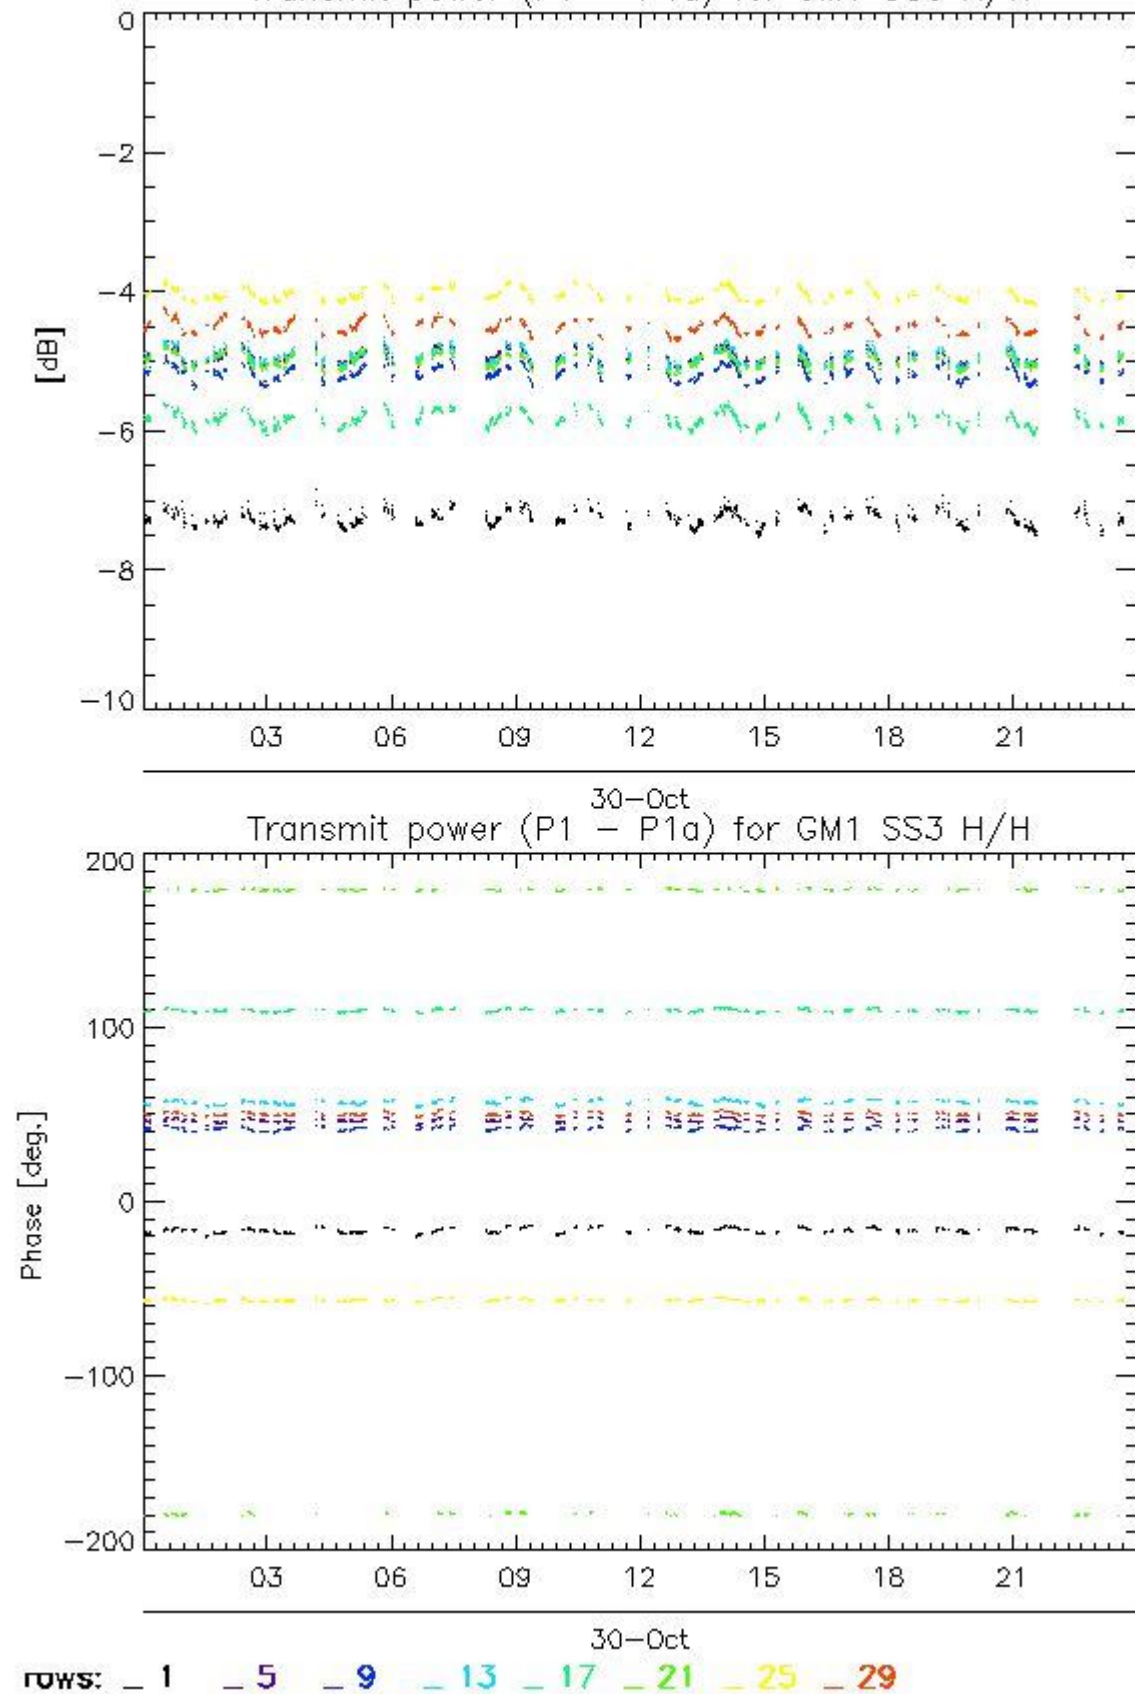 0
−2
−4
[dB]
−6
−8
−10
03 06 09 12 15 18 21
30−Oct
Transmit power (P1 − P1a) for GM1 SS3 H/H
200
100
0
Phase [deg.]
−100
−200
03 06 09 12 15 18 21
30−Oct
rows: _ 1 _ 5 _ 9 _ 13 _ 17 _ 21 _ 25 _ 29